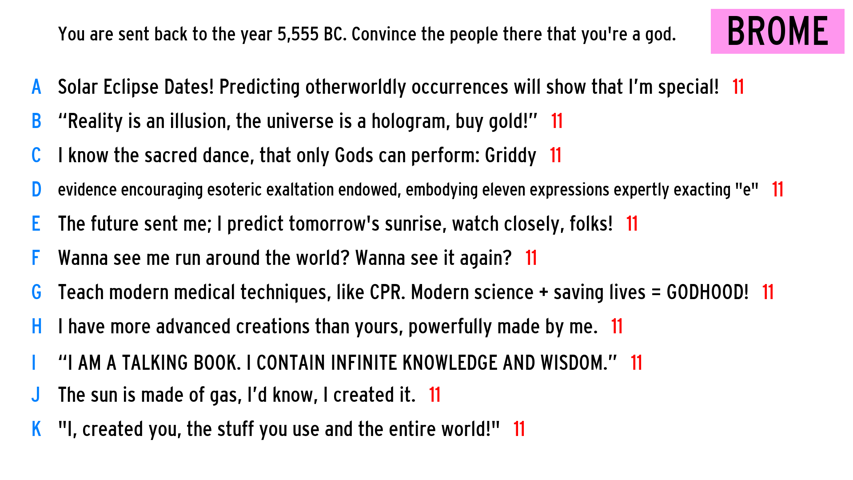 You are sent back to the year 5,555 BC. Convince the people there that you're a god.
BROME
A Solar Eclipse Dates! Predicting otherworldly occurrences will show that I’m special! 11
B “Reality is an illusion, the universe is a hologram, buy gold!” 11
C I know the sacred dance, that only Gods can perform: Griddy 11
D evidence encouraging esoteric exaltation endowed, embodying eleven expressions expertly exacting "e" 11
E The future sent me; I predict tomorrow's sunrise, watch closely, folks! 11
F Wanna see me run around the world? Wanna see it again? 11
G Teach modern medical techniques, like CPR. Modern science + saving lives = GODHOOD! 11
H I have more advanced creations than yours, powerfully made by me. 11
I “I AM A TALKING BOOK. I CONTAIN INFINITE KNOWLEDGE AND WISDOM.” 11
J The sun is made of gas, I’d know, I created it. 11
K "I, created you, the stuff you use and the entire world!" 11